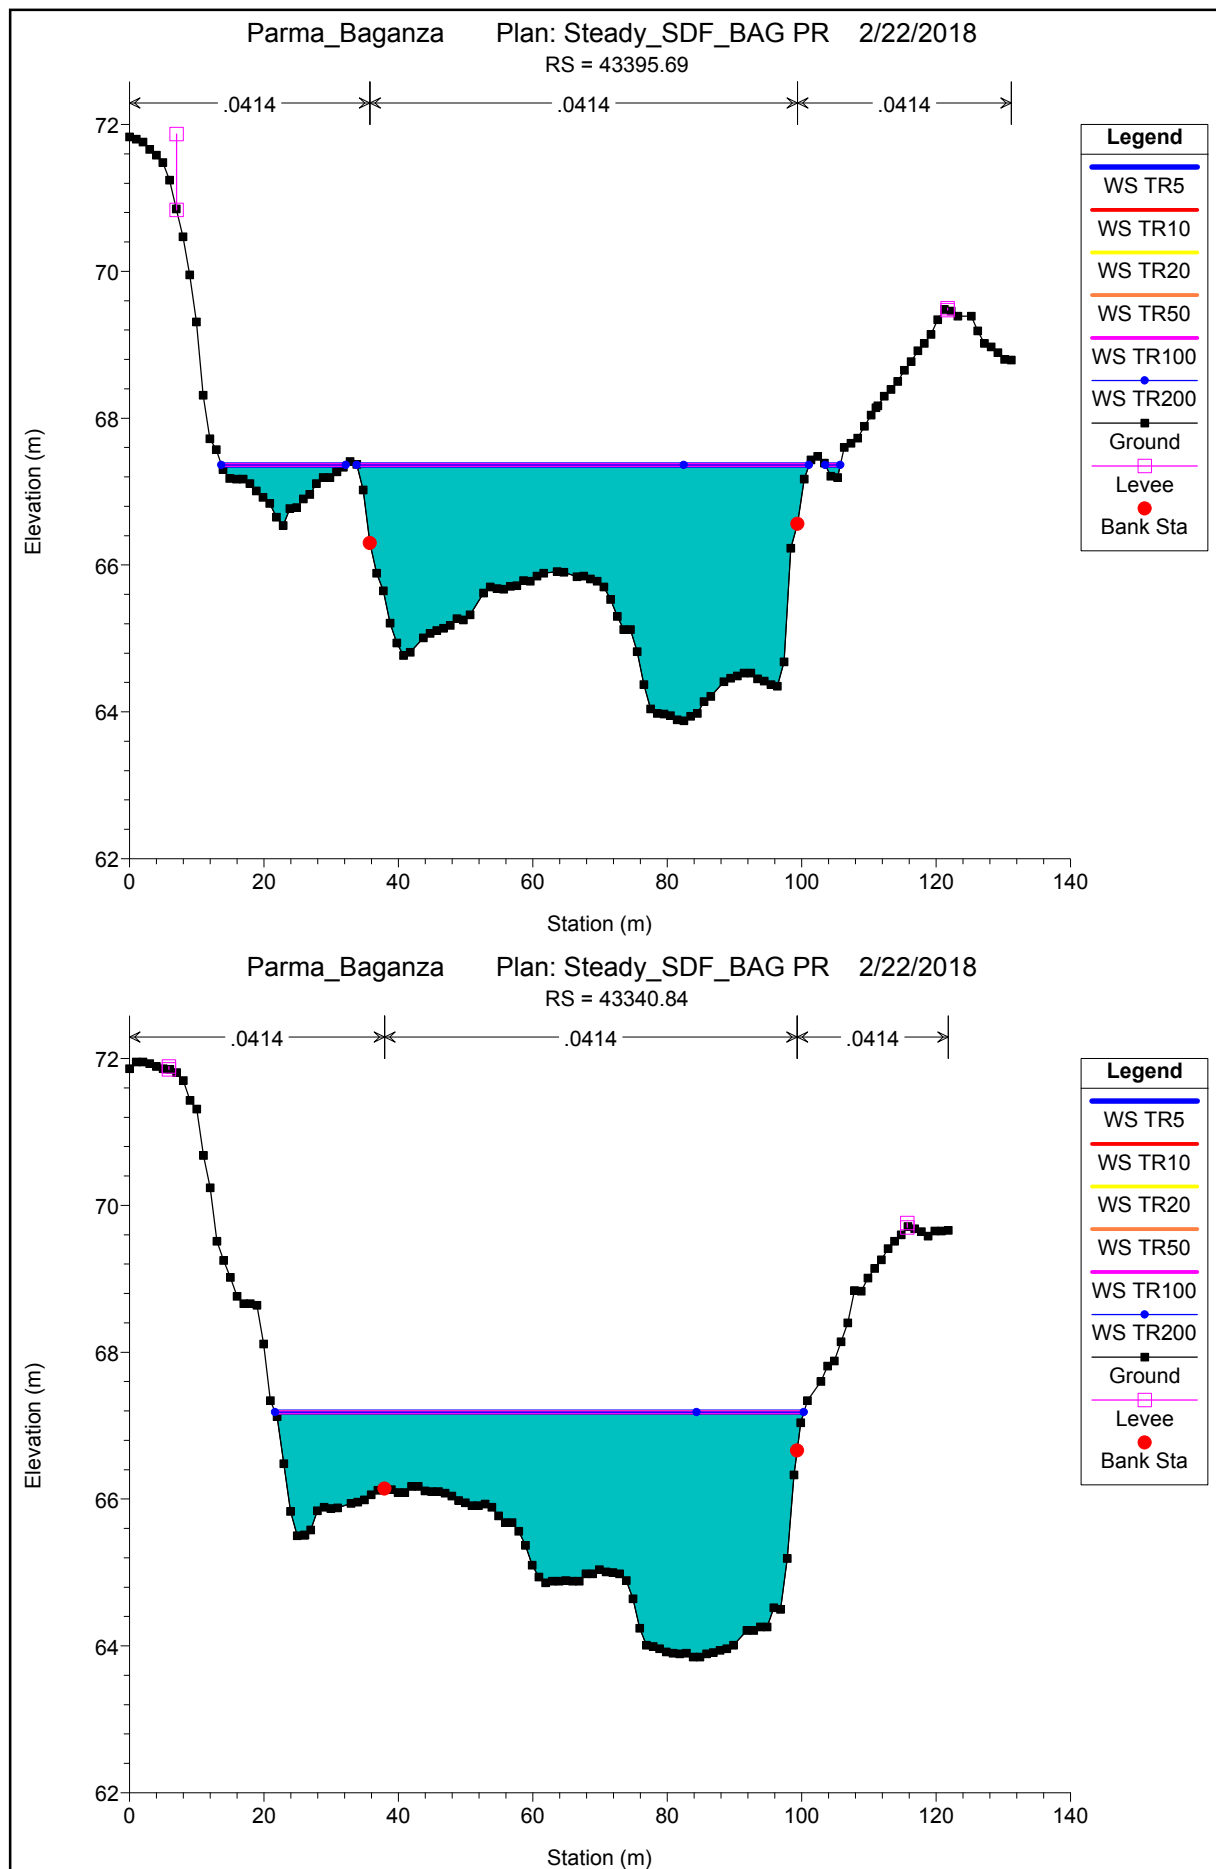 Parma_Baganza Plan: Steady_SDF_BAG PR 2/22/2018
RS = 43395.69
.0414 .0414 .0414
72
70
68
66
64
62
0 20 40 60 80 100 120 140
Station (m)
Elevation (m)
Legend
WS TR5
WS TR10
WS TR20
WS TR50
WS TR100
WS TR200
Ground
Levee
Bank Sta
Parma_Baganza Plan: Steady_SDF_BAG PR 2/22/2018
RS = 43340.84
.0414 .0414 .0414
72
70
68
66
64
62
0 20 40 60 80 100 120 140
Station (m)
Elevation (m)
Legend
WS TR5
WS TR10
WS TR20
WS TR50
WS TR100
WS TR200
Ground
Levee
Bank Sta